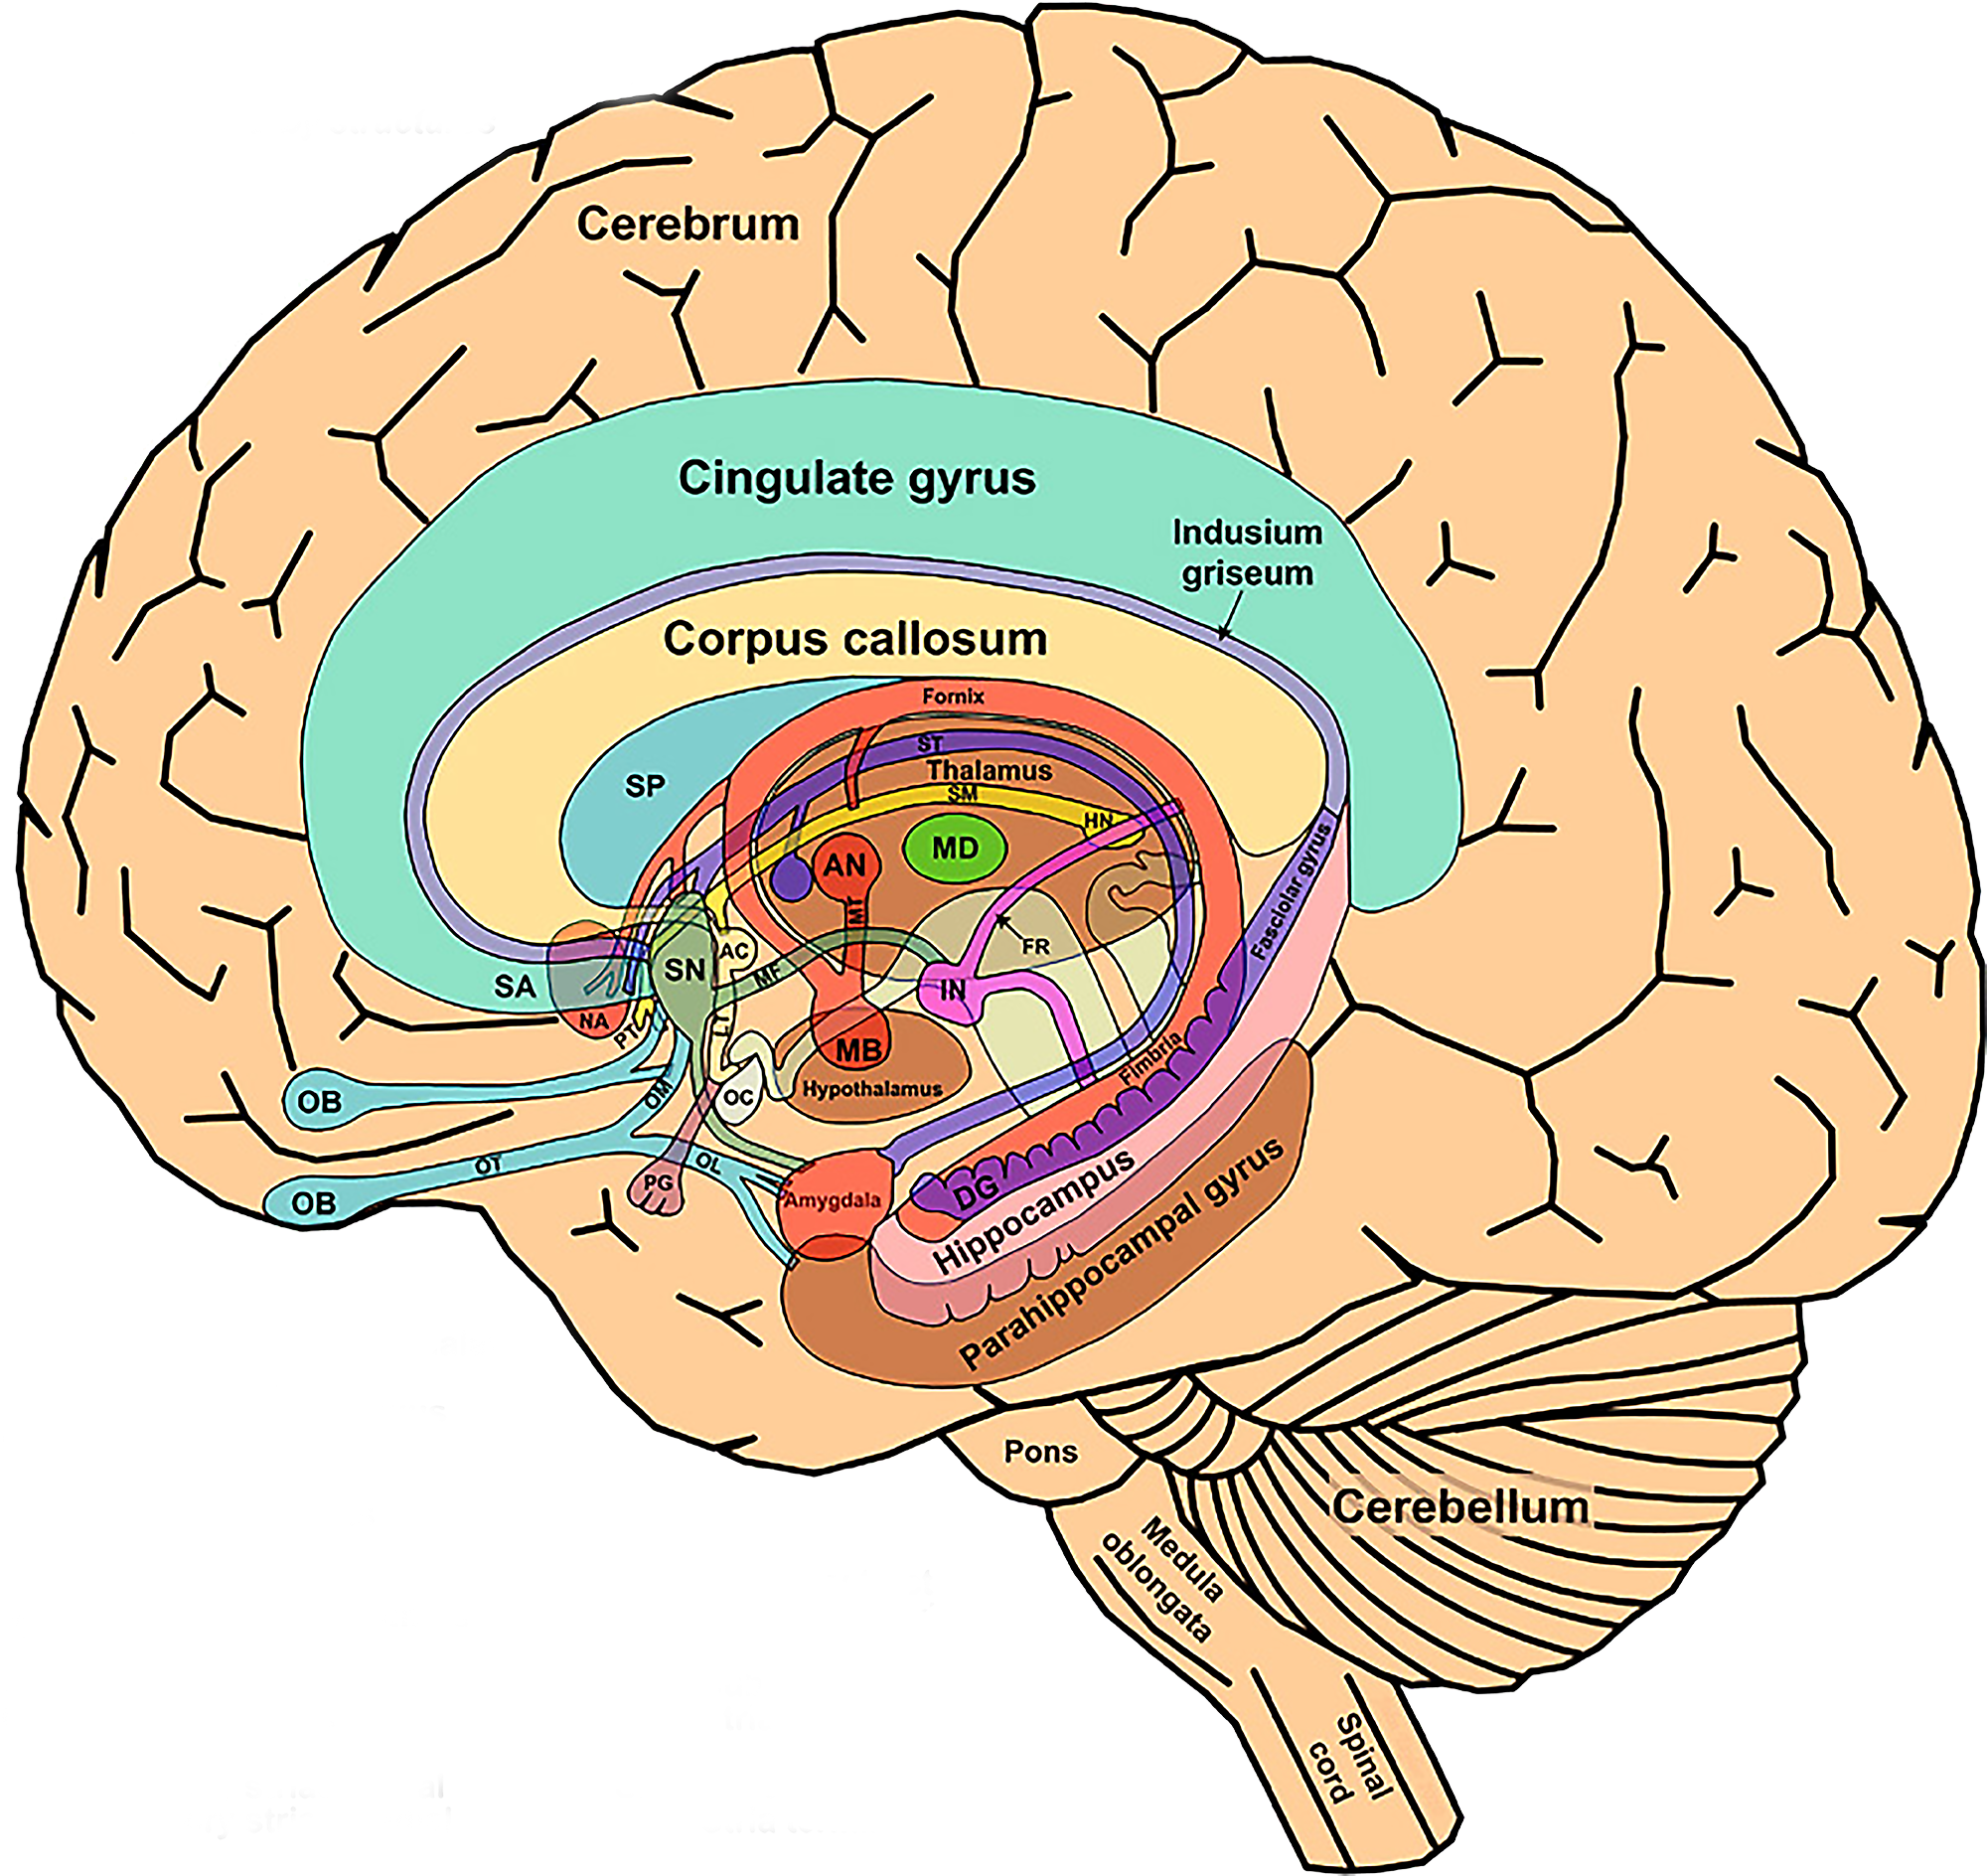 Cerebrum
Cingulate gyrus
Indusium
griseum
Corpus callosum
Fornix
ST
SP
Thalamus
SM
HN
MD
AN
Fasciolar gyrus
MT
FR
AC
SN
MF
SA
IN
NA
PT
LT
MB
Fimbria
Hypothalamus
OB
OM
OC
OT
OL
PG
OB
Amygdala
DG
Hippocampus
Parahippocampal gyrus
Pons
Cerebellum
Medula
oblongata
Spinal
cord